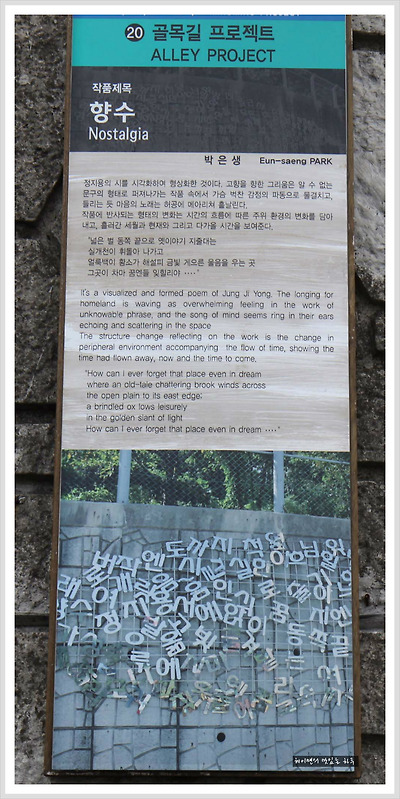 20 골목길 프로젝트
ALLEY PROJECT
작품제목
향수
Nostalgia
박은생 Eun-saeng PARK
정지용의 시를 시각화하여 형상화한 것이다. 고향을 향한 그리움은 알 수 없는
문구의 형태로 퍼져나가는 작품 속에서 가슴 벅찬 감정의 파동으로 물결치고,
들리는 듯 마음의 노래는 허공에 메아리쳐 흩날린다.
작품에 반사되는 형태의 변화는 시간의 흐름에 따른 주위 환경의 변화를 담아
내고, 흘러간 세월과 현재와 그리고 다가올 시간을 보여준다.
"넓은 벌 동쪽 끝으로 옛이야기 지줄대는
실개천이 휘돌아 나가고
얼룩백이 황소가 해설피 금빛 게으른 울음을 우는 곳
그곳이 차마 꿈엔들 잊힐리야 ····"
It's a visualized and formed poem of Jung Ji Yong. The longing for
homeland is waving as overwhelming feeling in the work of
unknowable phrase, and the song of mind seems ring in their ears
echoing and scattering in the space
The structure change reflecting on the work is the change in
peripheral environment accompanying the flow of time, showing the
time had flown away, now and the time to come.
"How can I ever forget that place even in dream
where an old-tale chattering brook winds across
the open plain to its east edge;
a brindled ox lows leisurely
in the golden slant of light
How can I ever forget that place even in dream ····"